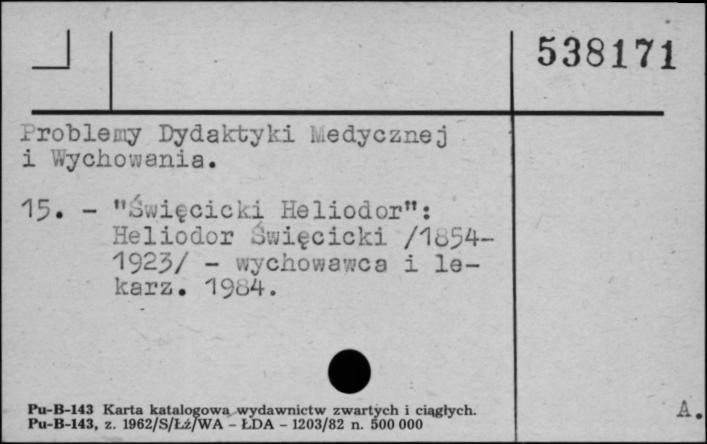 538171
Problemy Dydaktyki Medycznej
i Wychowania.
15. - "Święcicki Heliodor":
Heliodor Święcicki /1854-
1923/ - wychowawca i le-
karz. 1984.
Pu-B-143 Karta katalogowa wydawnictw zwartych i ciągłych.
Pu-B-143, z. 1962/S/Łź/WA - ŁDA - 1203/82 n. 500 000
A.